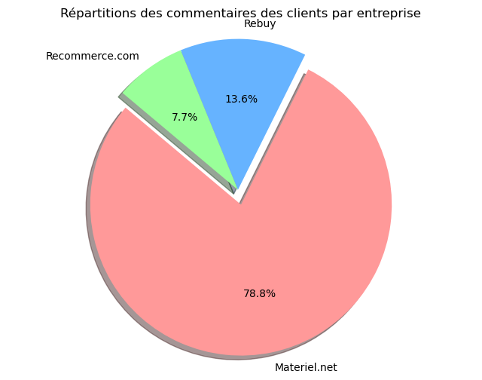 Répartitions des commentaires des clients par entreprise
Rebuy
Recommerce.com
13.6%
7.7%
78.8%
Materiel.net